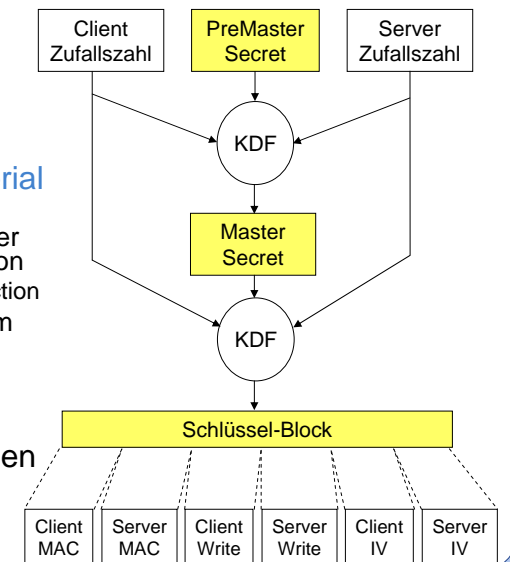 Client
Zufallszahl
PreMaster
Secret
Server
Zufallszahl
KDF
rial
er
on
ction
m
Master
Secret
KDF
en
Schlüssel-Block
Client
MAC
Server
MAC
Client
Write
Server
Write
Client
IV
Server
IV